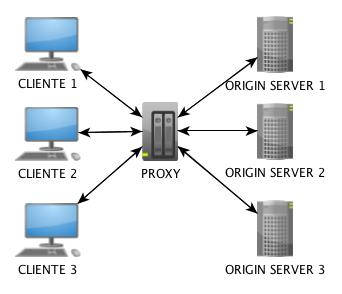 CLIENTE 1
ORIGIN SERVER 1
CLIENTE 2
PROXY
ORIGIN SERVER 2
CLIENTE 3
ORIGIN SERVER 3